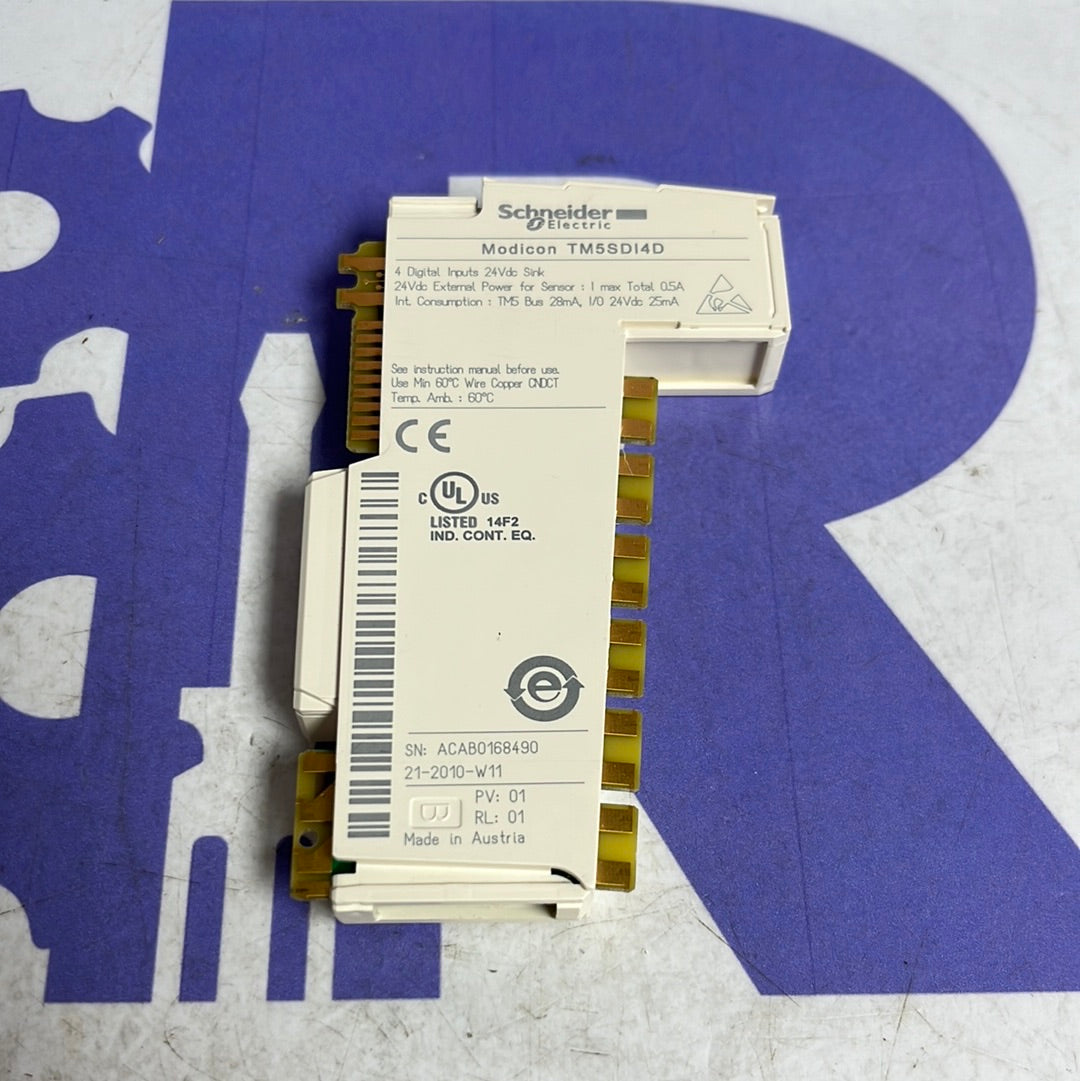 Schneider
Electric
Modicon TM5SDI4D
4 Digital Inputs 24Vdc Sink
24Vdc External Power for Sensor : I max Total 0.5A
Int. Consumption : TM5 Bus 28mA, I/O 24Vdc 25mA
See instruction manual before use.
Use Min 60°C Wire Copper CNDCT
Temp. Amb. : 60°C
CE
C UL US
LISTED 14F2
IND. CONT. EQ.
e
SN: ACAB0168490
21-2010-W11
PV: 01
RL: 01
Made in Austria
R